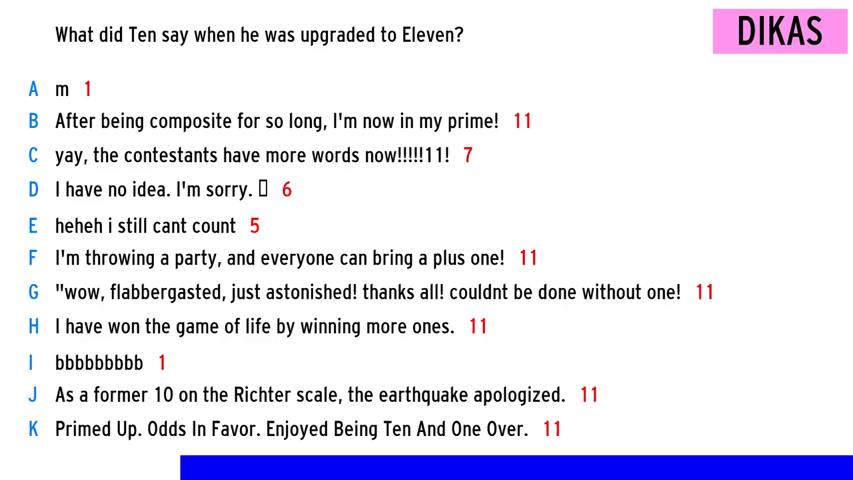 What did Ten say when he was upgraded to Eleven?
DIKAS
A m 1
B After being composite for so long, I'm now in my prime! 11
C yay, the contestants have more words now!!!!!11! 7
D I have no idea. I'm sorry. ▯ 6
E heheh i still cant count 5
F I'm throwing a party, and everyone can bring a plus one! 11
G "wow, flabbergasted, just astonished! thanks all! couldnt be done without one! 11
H I have won the game of life by winning more ones. 11
I bbbbbbbbb 1
J As a former 10 on the Richter scale, the earthquake apologized. 11
K Primed Up. Odds In Favor. Enjoyed Being Ten And One Over. 11